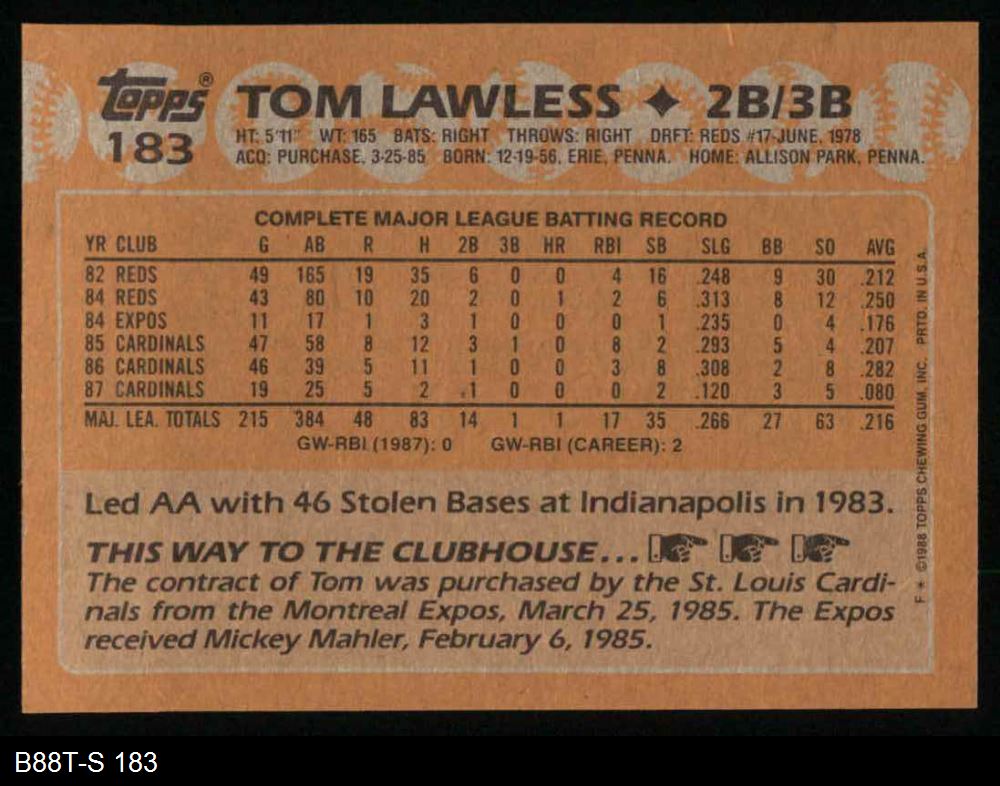 Topps® TOM LAWLESS ✦ 2B/3B
183
HT: 5'11" WT: 165 BATS: RIGHT THROWS: RIGHT DRFT: REDS #17-JUNE, 1978
ACQ: PURCHASE, 3-25-85 BORN: 12-19-56, ERIE, PENNA. HOME: ALLISON PARK, PENNA.
COMPLETE MAJOR LEAGUE BATTING RECORD
YR CLUB G AB R H 2B 3B HR RBI SB SLG BB SO AVG
82 REDS 49 165 19 35 6 0 0 4 16 .248 9 30 .212
84 REDS 43 80 10 20 2 0 1 2 6 .313 8 12 .250
84 EXPOS 11 17 1 3 1 0 0 0 1 .235 0 4 .176
85 CARDINALS 47 58 8 12 3 1 0 8 2 .293 5 4 .207
86 CARDINALS 46 39 5 11 1 0 0 3 8 .308 2 8 .282
87 CARDINALS 19 25 5 2 1 0 0 0 2 .120 3 5 .080
MAJ. LEA. TOTALS 215 384 48 83 14 1 1 17 35 .266 27 63 .216
GW-RBI (1987): 0 GW-RBI (CAREER): 2
Led AA with 46 Stolen Bases at Indianapolis in 1983.
THIS WAY TO THE CLUBHOUSE...
The contract of Tom was purchased by the St. Louis Cardi-
nals from the Montreal Expos, March 25, 1985. The Expos
received Mickey Mahler, February 6, 1985.
F * ©1988 TOPPS CHEWING GUM, INC. PRTD. IN U.S.A.
B88T-S 183